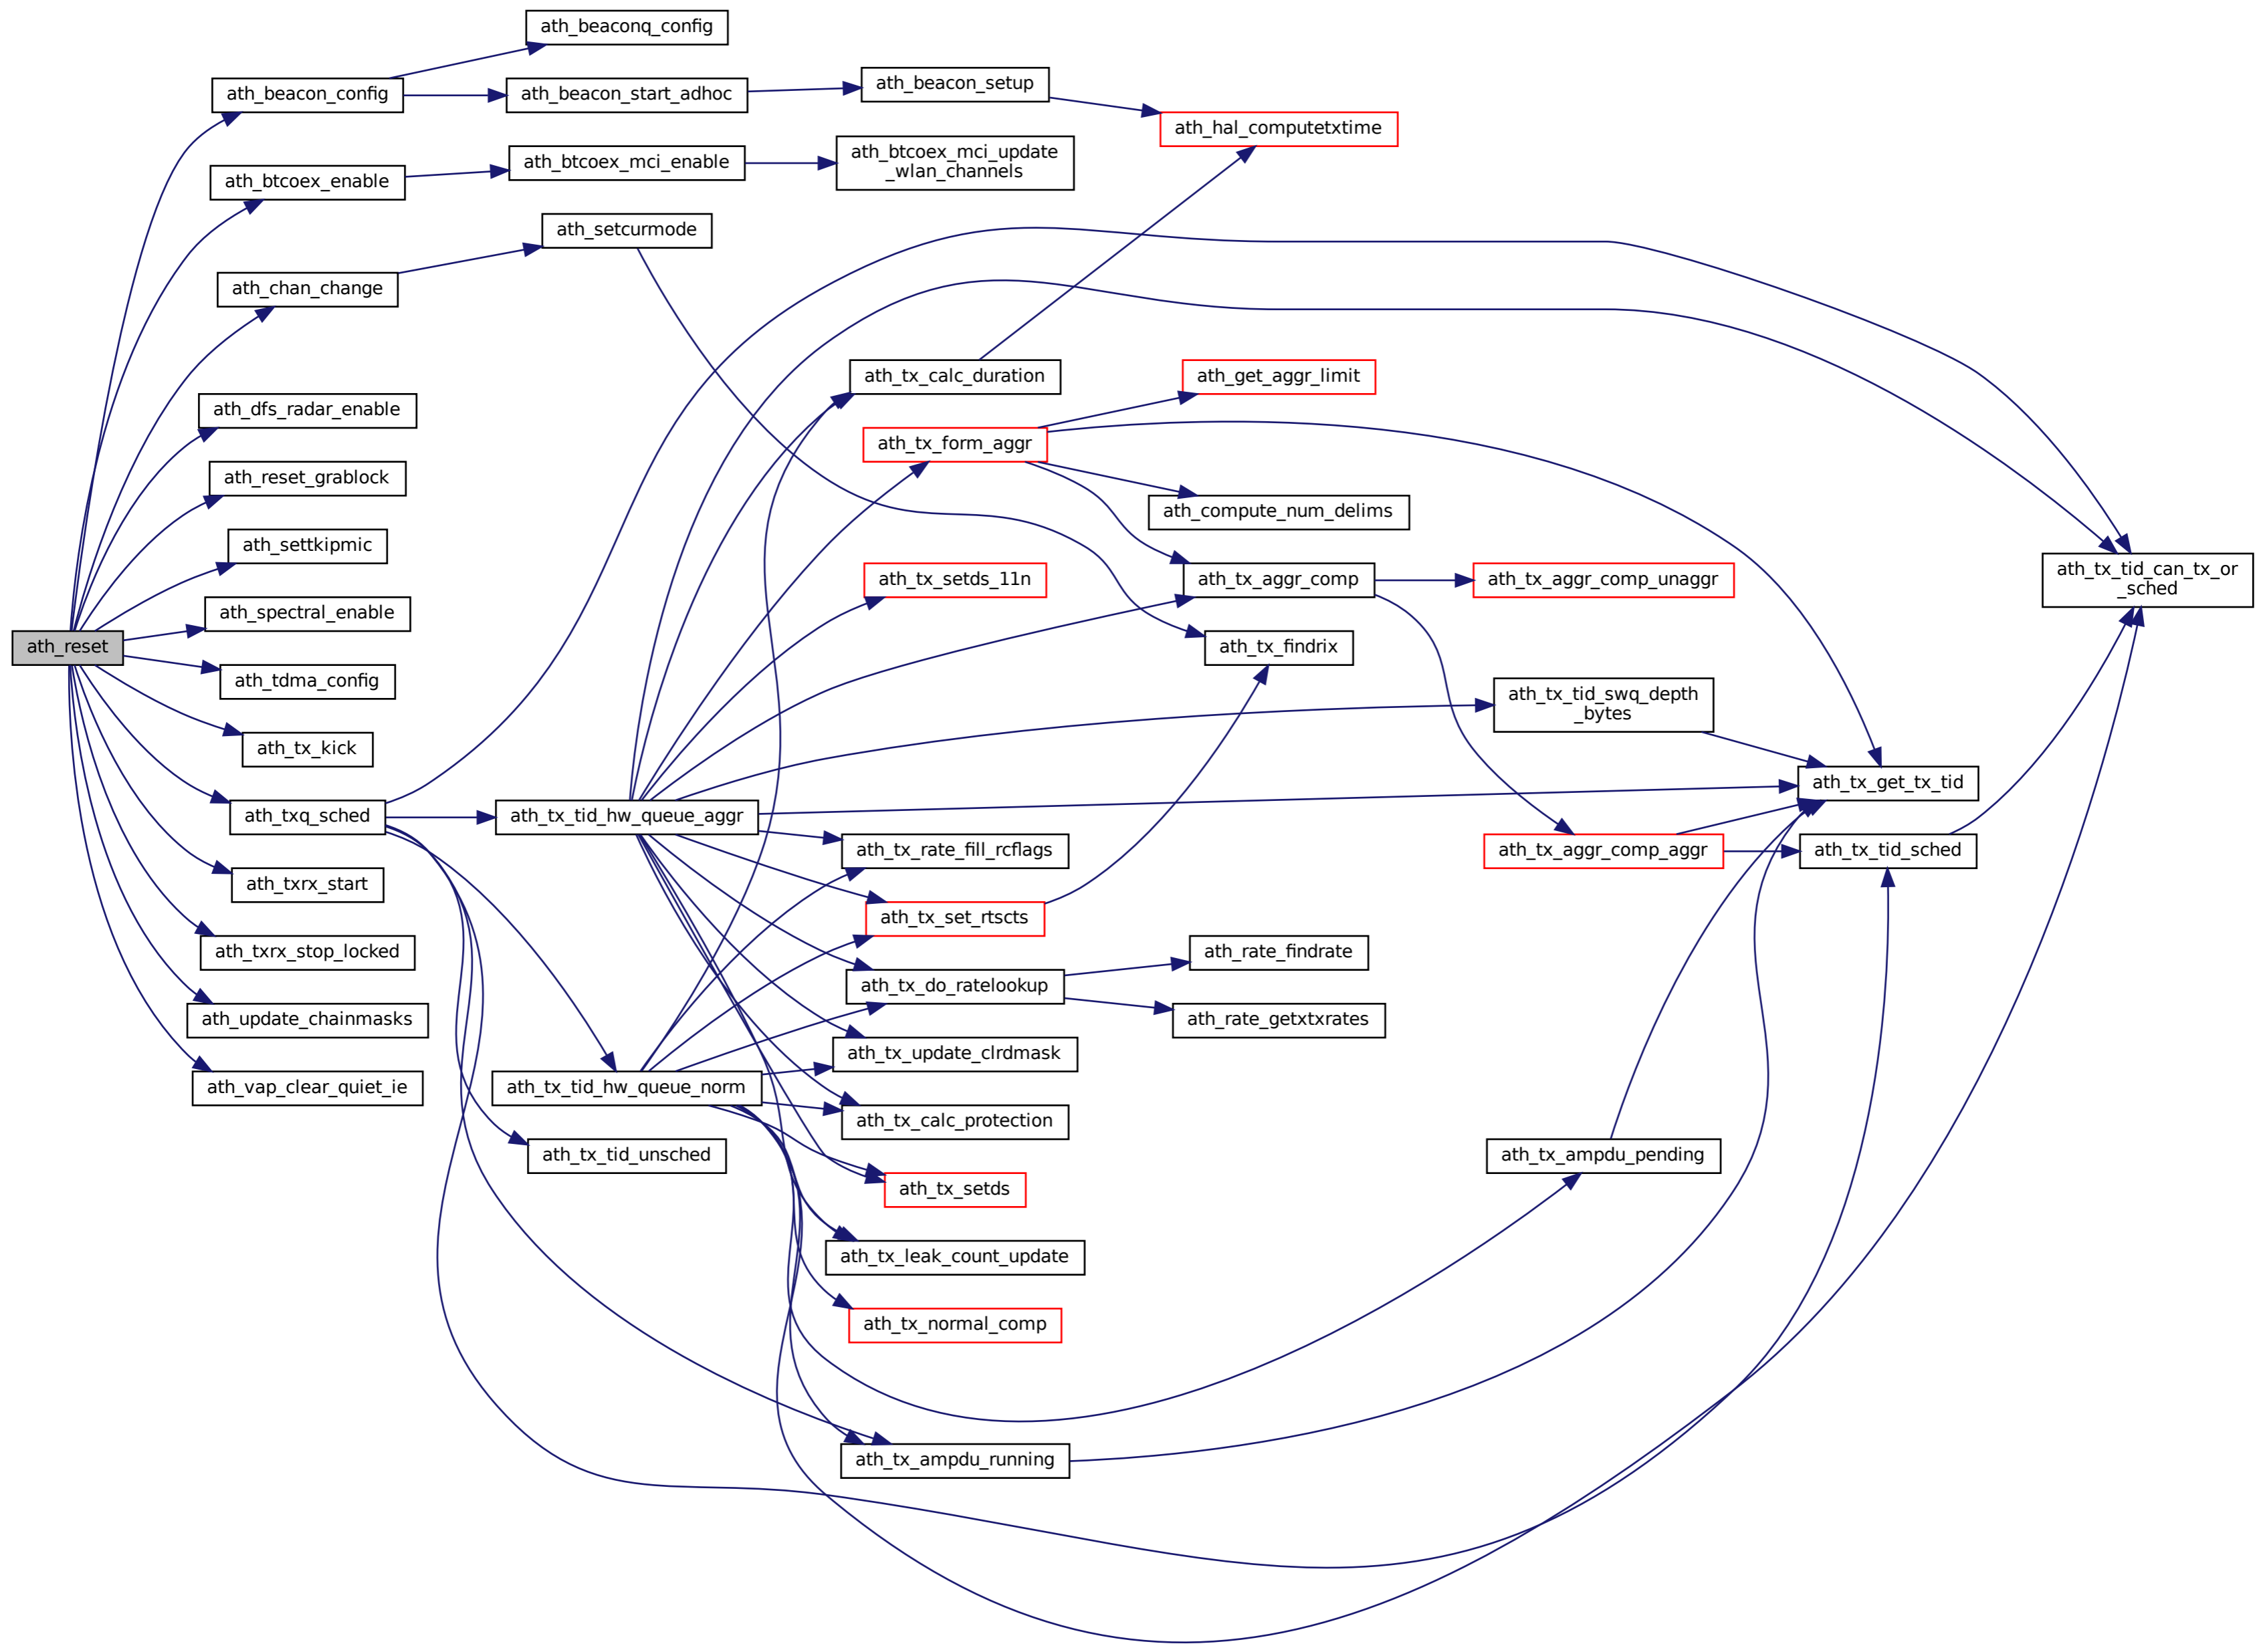 ath_beaconq_config
ath_beacon_config
ath_beacon_start_adhoc
ath_beacon_setup
ath_hal_computetxtime
ath_btcoex_enable
ath_btcoex_mci_enable
ath_btcoex_mci_update
_wlan_channels
ath_setcurmode
ath_chan_change
ath_tx_calc_duration
ath_get_aggr_limit
ath_dfs_radar_enable
ath_tx_form_aggr
ath_reset_grablock
ath_compute_num_delims
ath_settkipmic
ath_tx_setds_11n
ath_tx_aggr_comp
ath_tx_aggr_comp_unaggr
ath_tx_tid_can_tx_or
_sched
ath_spectral_enable
ath_reset
ath_tx_findrix
ath_tdma_config
ath_tx_tid_swq_depth
_bytes
ath_tx_kick
ath_tx_get_tx_tid
ath_txq_sched
ath_tx_tid_hw_queue_aggr
ath_tx_rate_fill_rcflags
ath_tx_aggr_comp_aggr
ath_tx_tid_sched
ath_txrx_start
ath_tx_set_rtscts
ath_txrx_stop_locked
ath_rate_findrate
ath_tx_do_ratelookup
ath_update_chainmasks
ath_rate_getxtxrates
ath_tx_update_clrdmask
ath_vap_clear_quiet_ie
ath_tx_tid_hw_queue_norm
ath_tx_calc_protection
ath_tx_tid_unsched
ath_tx_ampdu_pending
ath_tx_setds
ath_tx_leak_count_update
ath_tx_normal_comp
ath_tx_ampdu_running